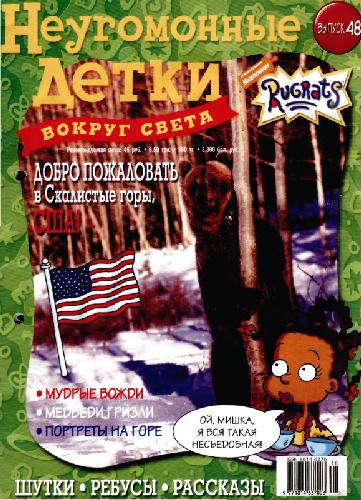 Неугомонные
детки
ВЫПУСК 48
Nickelodeon
RUGRATS
ВОКРУГ СВЕТА
ДОБРО ПОЖАЛОВАТЬ
в Скалистые горы,
США!
• МУДРЫЕ ВОЖДИ
• МЕДВЕДИ ГРИЗЛИ
• ПОРТРЕТЫ НА ГОРЕ
ОЙ, МИШКА,
Я ВСЯ ТАКАЯ
НЕСЪЕДОБНАЯ!
ШУТКИ • РЕБУСЫ • РАССКАЗЫ